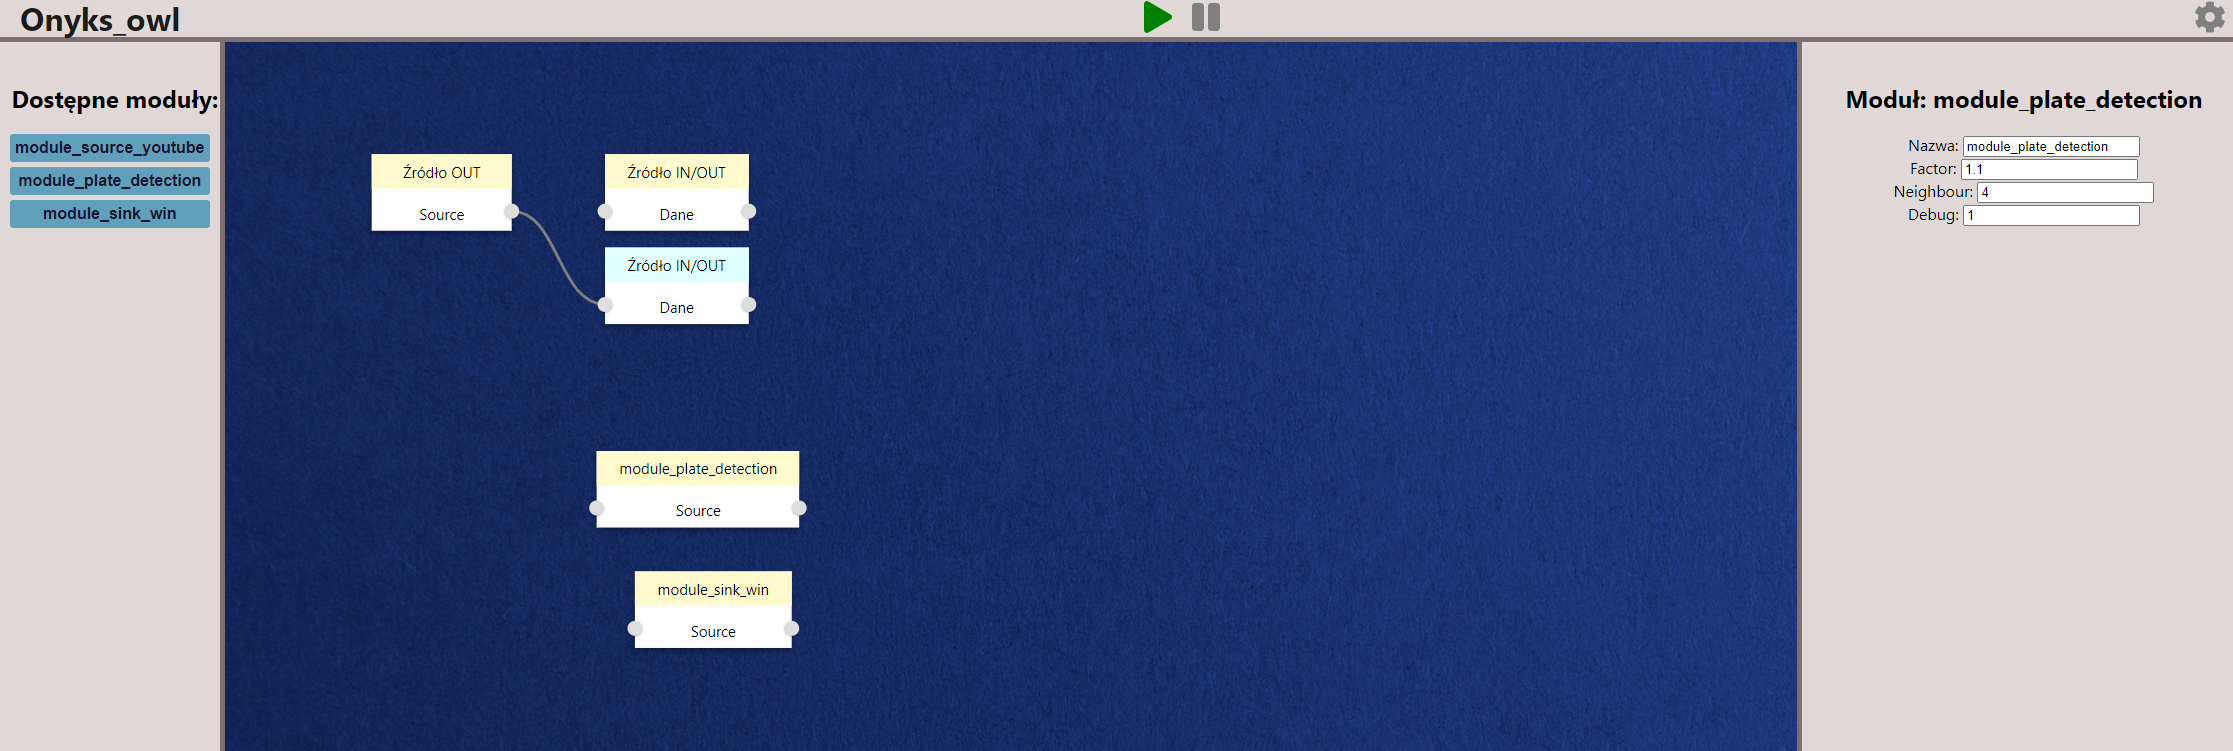 Onyks_owl
Dostępne moduły:
module_source_youtube
module_plate_detection
module_sink_win
Źródło OUT
Source
Źródło IN/OUT
Dane
Źródło IN/OUT
Dane
module_plate_detection
Source
module_sink_win
Source
Moduł: module_plate_detection
Nazwa: module_plate_detection
Factor: 1.1
Neighbour: 4
Debug: 1